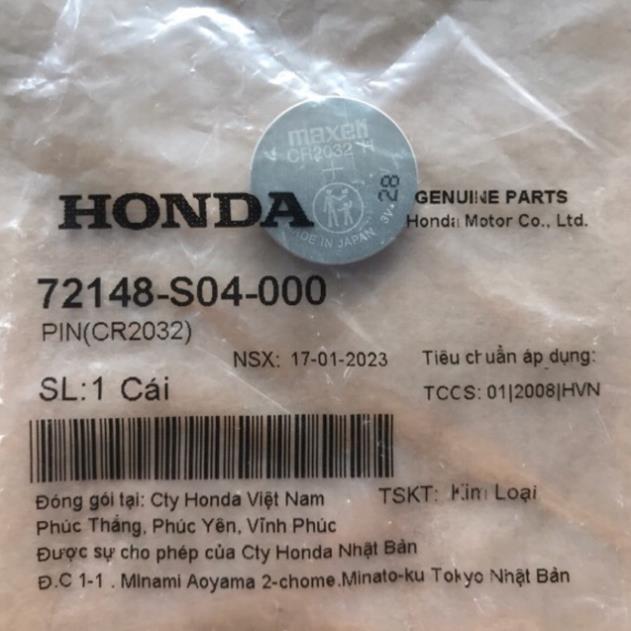 maxell
CR2032 H
+
28
3V
MADE IN JAPAN
HONDA
GENUINE PARTS
Honda Motor Co., Ltd.
72148-S04-000
PIN(CR2032)
NSX: 17-01-2023
Tiêu chuẩn áp dụng:
SL:1 Cái
TCCS: 01|2008|HVN
Đóng gói tại: Cty Honda Việt Nam
TSKT: Kim Loại
Phúc Thắng, Phúc Yên, Vĩnh Phúc
Được sự cho phép của Cty Honda Nhật Bản
Đ.C 1-1 . Minami Aoyama 2-chome.Minato-ku Tokyo Nhật Bản